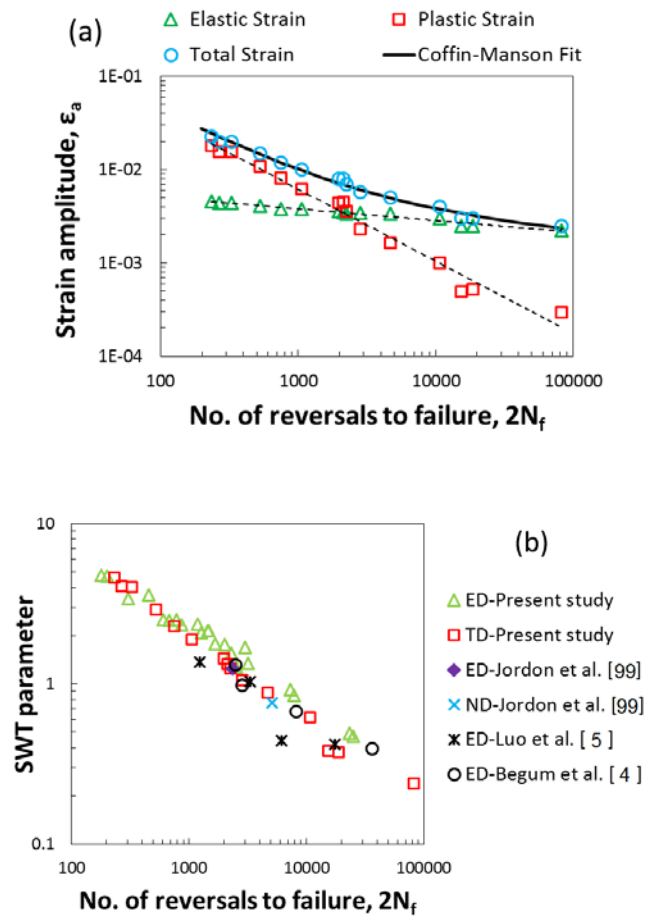 (a)
Elastic Strain
Plastic Strain
Total Strain
Coffin-Manson Fit
Strain amplitude, εa
1E-01
1E-02
1E-03
1E-04
100
1000
10000
100000
No. of reversals to failure, 2Nf
(b)
SWT parameter
10
1
0.1
100
1000
10000
100000
No. of reversals to failure, 2Nf
ED-Present study
TD-Present study
ED-Jordon et al. [99]
ND-Jordon et al. [99]
ED-Luo et al. [ 5 ]
ED-Begum et al. [ 4 ]